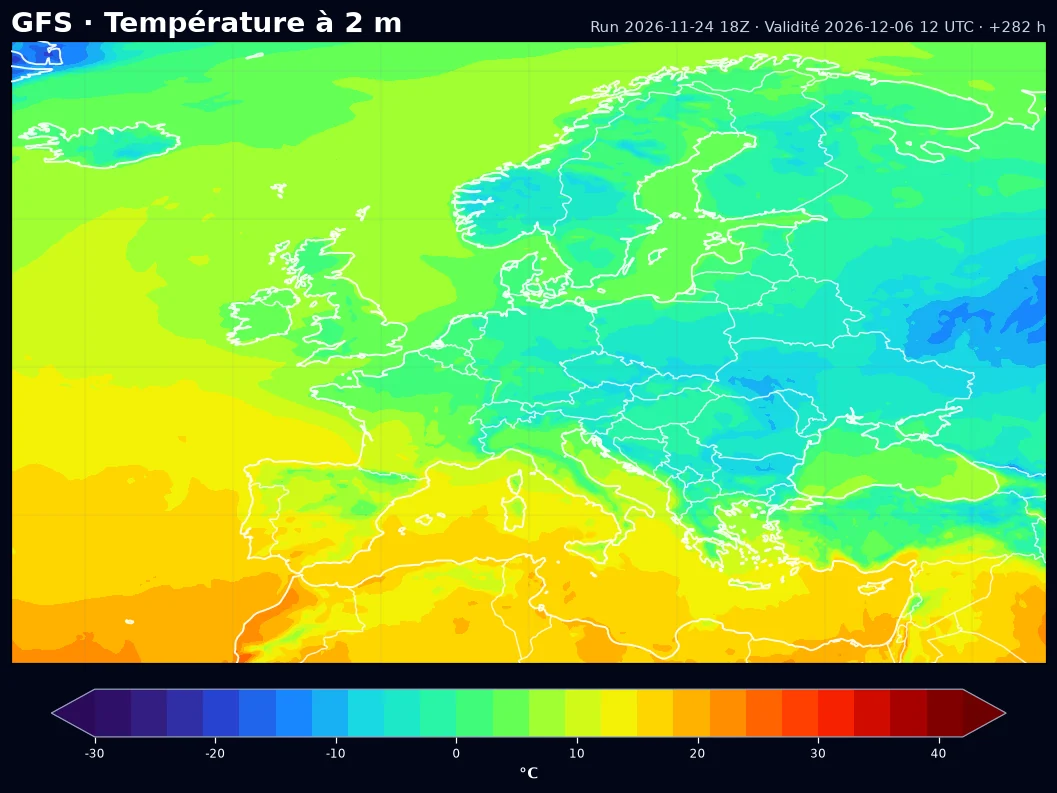 GFS · Température à 2 m
Run 2026-11-24 18Z · Validité 2026-12-06 12 UTC · +282 h
-30 -20 -10 0 10 20 30 40
°C